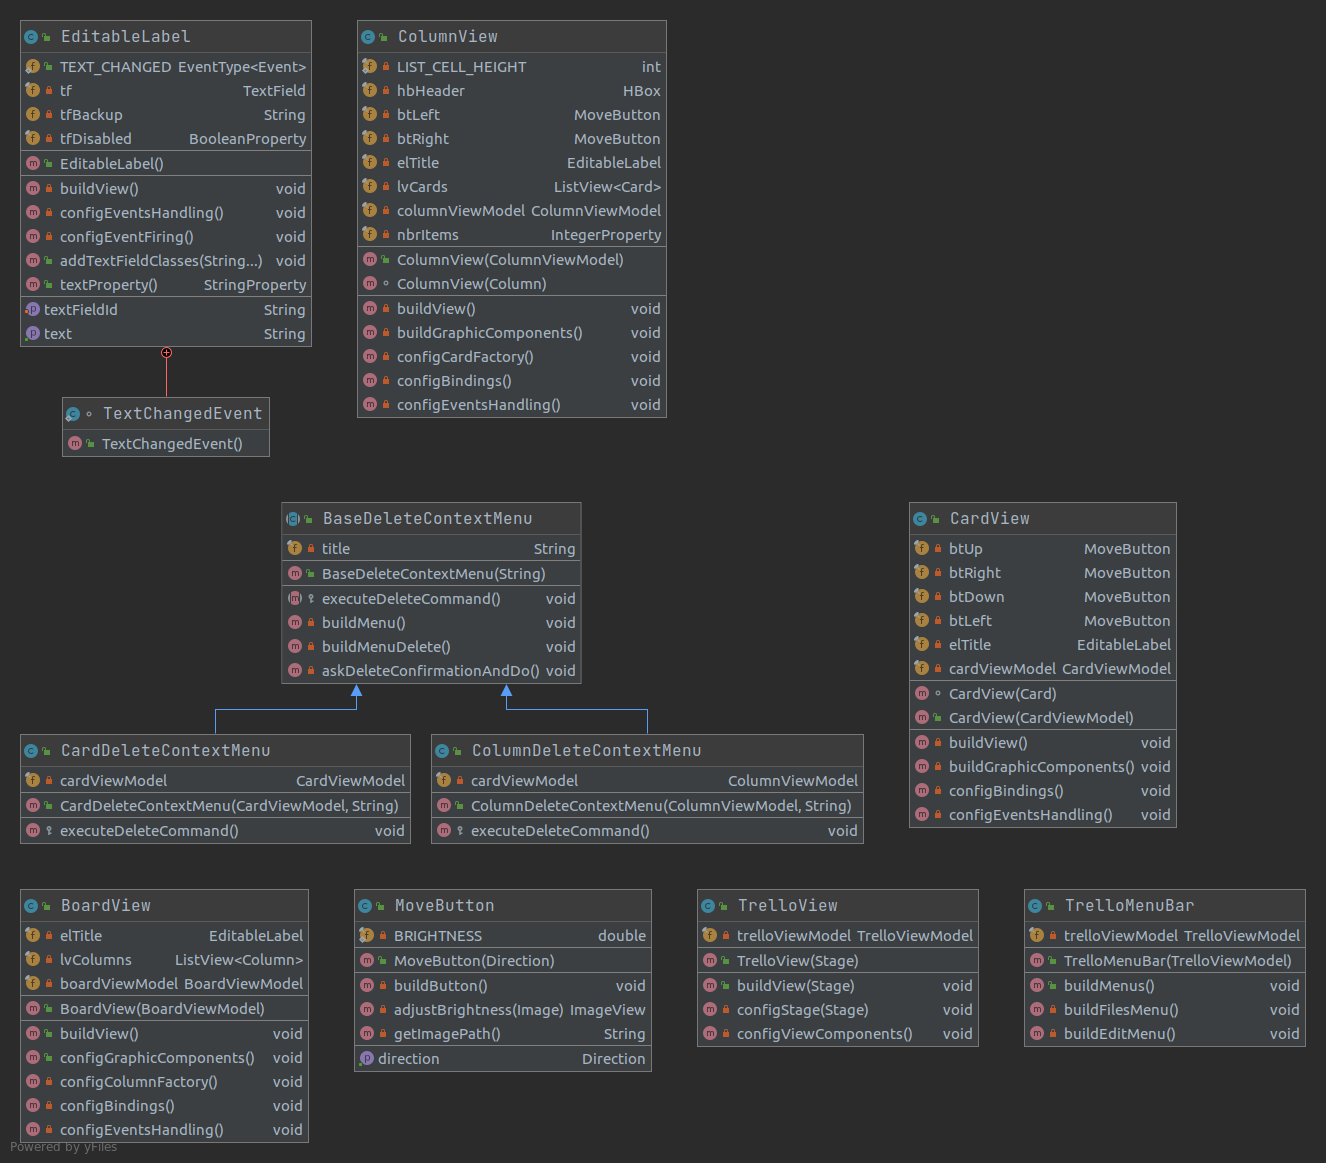 EditableLabel
TEXT_CHANGED EventType<Event>
tf TextField
tfBackup String
tfDisabled BooleanProperty
EditableLabel()
buildView() void
configEventsHandling() void
configEventFiring() void
addTextFieldClasses(String...) void
textProperty() StringProperty
textFieldId String
text String
TextChangedEvent
TextChangedEvent()
ColumnView
LIST_CELL_HEIGHT int
hbHeader HBox
btLeft MoveButton
btRight MoveButton
elTitle EditableLabel
lvCards ListView<Card>
columnViewModel ColumnViewModel
nbrItems IntegerProperty
ColumnView(ColumnViewModel)
ColumnView(Column)
buildView() void
buildGraphicComponents() void
configCardFactory() void
configBindings() void
configEventsHandling() void
BaseDeleteContextMenu
title String
BaseDeleteContextMenu(String)
executeDeleteCommand() void
buildMenu() void
buildMenuDelete() void
askDeleteConfirmationAndDo() void
CardView
btUp MoveButton
btRight MoveButton
btDown MoveButton
btLeft MoveButton
elTitle EditableLabel
cardViewModel CardViewModel
CardView(Card)
CardView(CardViewModel)
buildView() void
buildGraphicComponents() void
configBindings() void
configEventsHandling() void
CardDeleteContextMenu
cardViewModel CardViewModel
CardDeleteContextMenu(CardViewModel, String)
executeDeleteCommand() void
ColumnDeleteContextMenu
cardViewModel ColumnViewModel
ColumnDeleteContextMenu(ColumnViewModel, String)
executeDeleteCommand() void
BoardView
elTitle EditableLabel
lvColumns ListView<Column>
boardViewModel BoardViewModel
BoardView(BoardViewModel)
buildView() void
configGraphicComponents() void
configColumnFactory() void
configBindings() void
configEventsHandling() void
MoveButton
BRIGHTNESS double
MoveButton(Direction)
buildButton() void
adjustBrightness(Image) ImageView
getImagePath() String
direction Direction
TrelloView
trelloViewModel TrelloViewModel
TrelloView(Stage)
buildView(Stage) void
configStage(Stage) void
configViewComponents() void
TrelloMenuBar
trelloViewModel TrelloViewModel
TrelloMenuBar(TrelloViewModel)
buildMenus() void
buildFilesMenu() void
buildEditMenu() void
Powered by yFiles